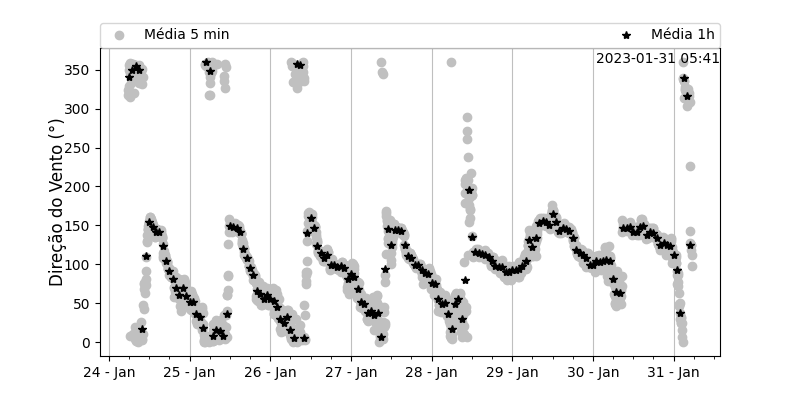 Média 5 min
Média 1h
2023-01-31 05:41
Direção do Vento (°)
350
300
250
200
150
100
50
0
24 - Jan
25 - Jan
26 - Jan
27 - Jan
28 - Jan
29 - Jan
30 - Jan
31 - Jan